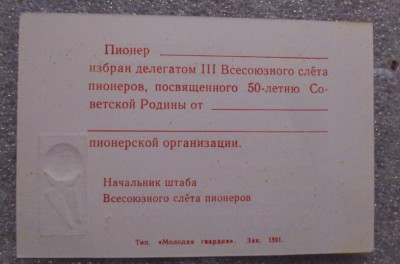 Пионер
избран делегатом III Всесоюзного слёта
пионеров, посвященного 50-летию Со-
ветской Родины от
пионерской организации.
Начальник штаба
Всесоюзного слёта пионеров
Тип. «Молодая гвардия». Зак. 1591.